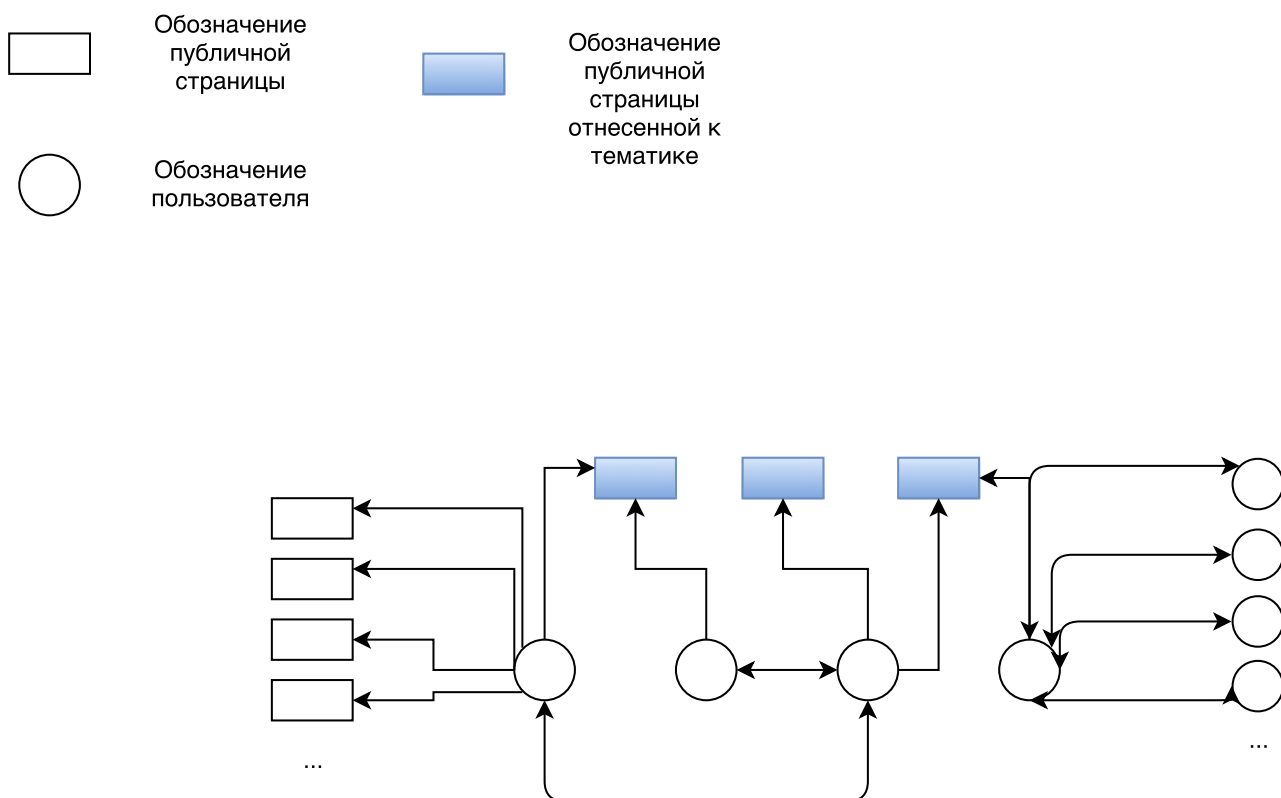 Обозначение
публичной
страницы
Обозначение
публичной
страницы
отнесенной к
тематике
Обозначение
пользователя
...
...